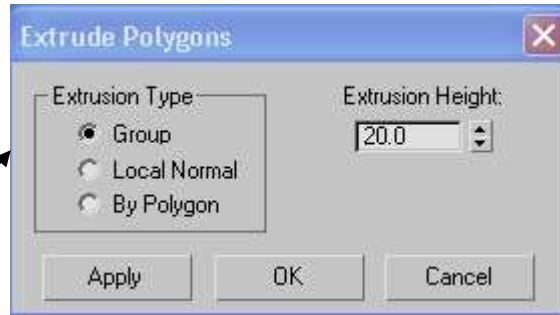 Extrude Polygons
Extrusion Type
Group
Local Normal
By Polygon
Extrusion Height:
20.0
Apply OK Cancel